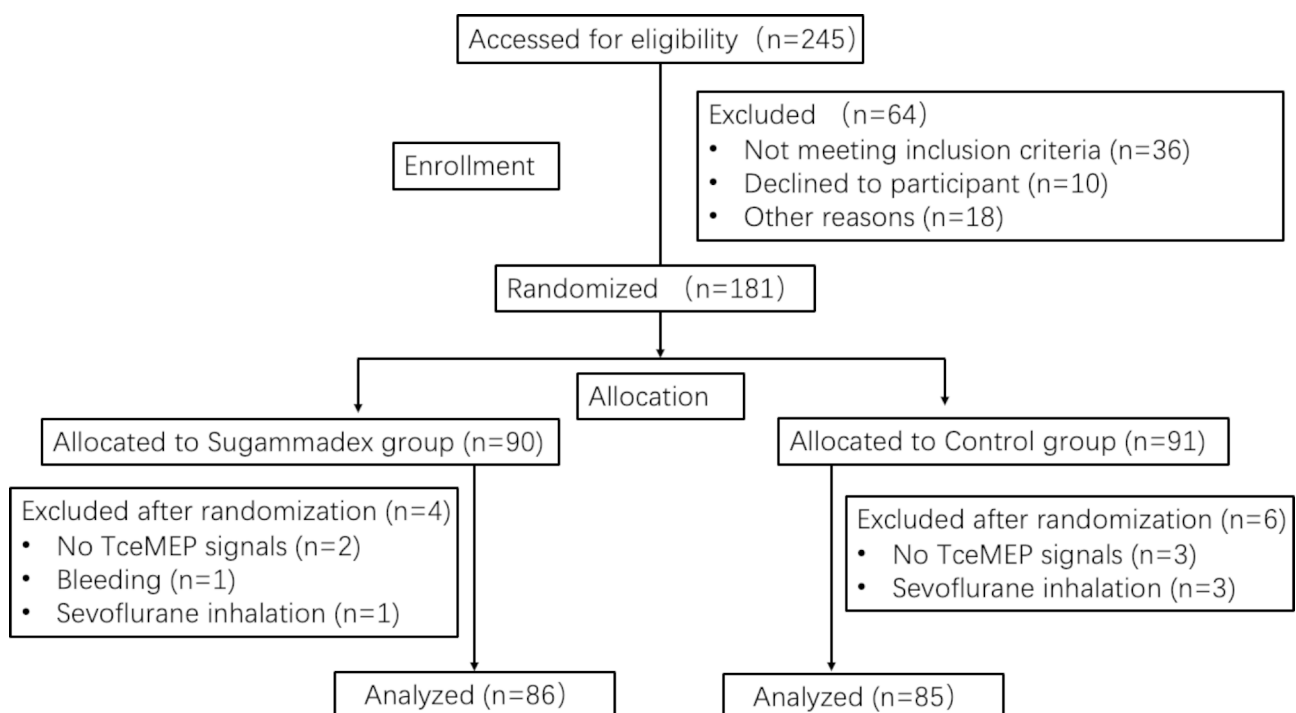 Accessed for eligibility (n=245)
Excluded (n=64)
• Not meeting inclusion criteria (n=36)
• Declined to participant (n=10)
• Other reasons (n=18)
Enrollment
Randomized (n=181)
Allocation
Allocated to Sugammadex group (n=90)
Allocated to Control group (n=91)
Excluded after randomization (n=4)
• No TceMEP signals (n=2)
• Bleeding (n=1)
• Sevoflurane inhalation (n=1)
Excluded after randomization (n=6)
• No TceMEP signals (n=3)
• Sevoflurane inhalation (n=3)
Analyzed (n=86)
Analyzed (n=85)